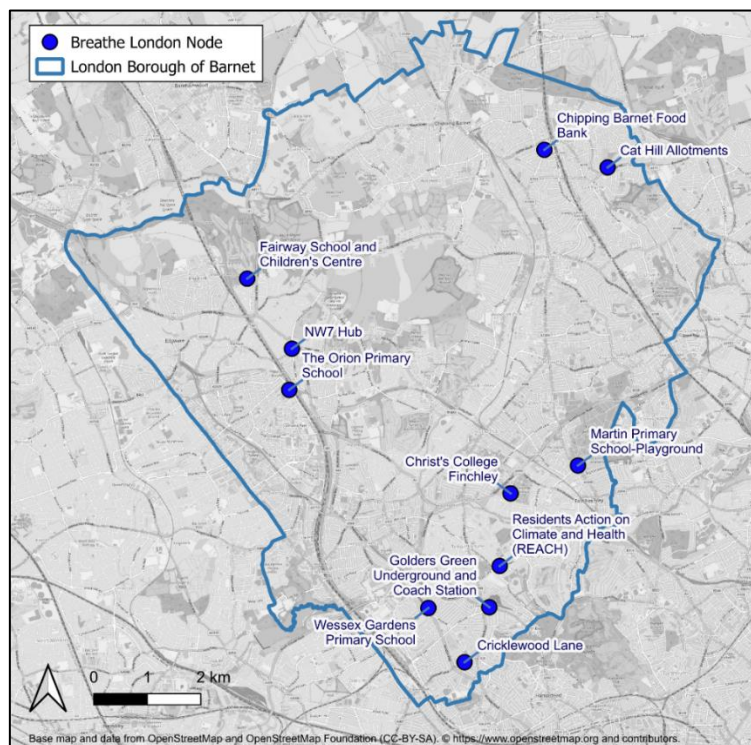 Breathe London Node
London Borough of Barnet
Chipping Barnet Food
Bank
Cat Hill Allotments
Fairway School and
Children's Centre
NW7 Hub
The Orion Primary
School
Martin Primary
School-Playground
Christ's College
Finchley
Residents Action on
Climate and Health
(REACH)
Golders Green
Underground and
Coach Station
Wessex Gardens
Primary School
Cricklewood Lane
0 1 2 km
Base map and data from OpenStreetMap and OpenStreetMap Foundation (CC-BY-SA). © https://www.openstreetmap.org and contributors.